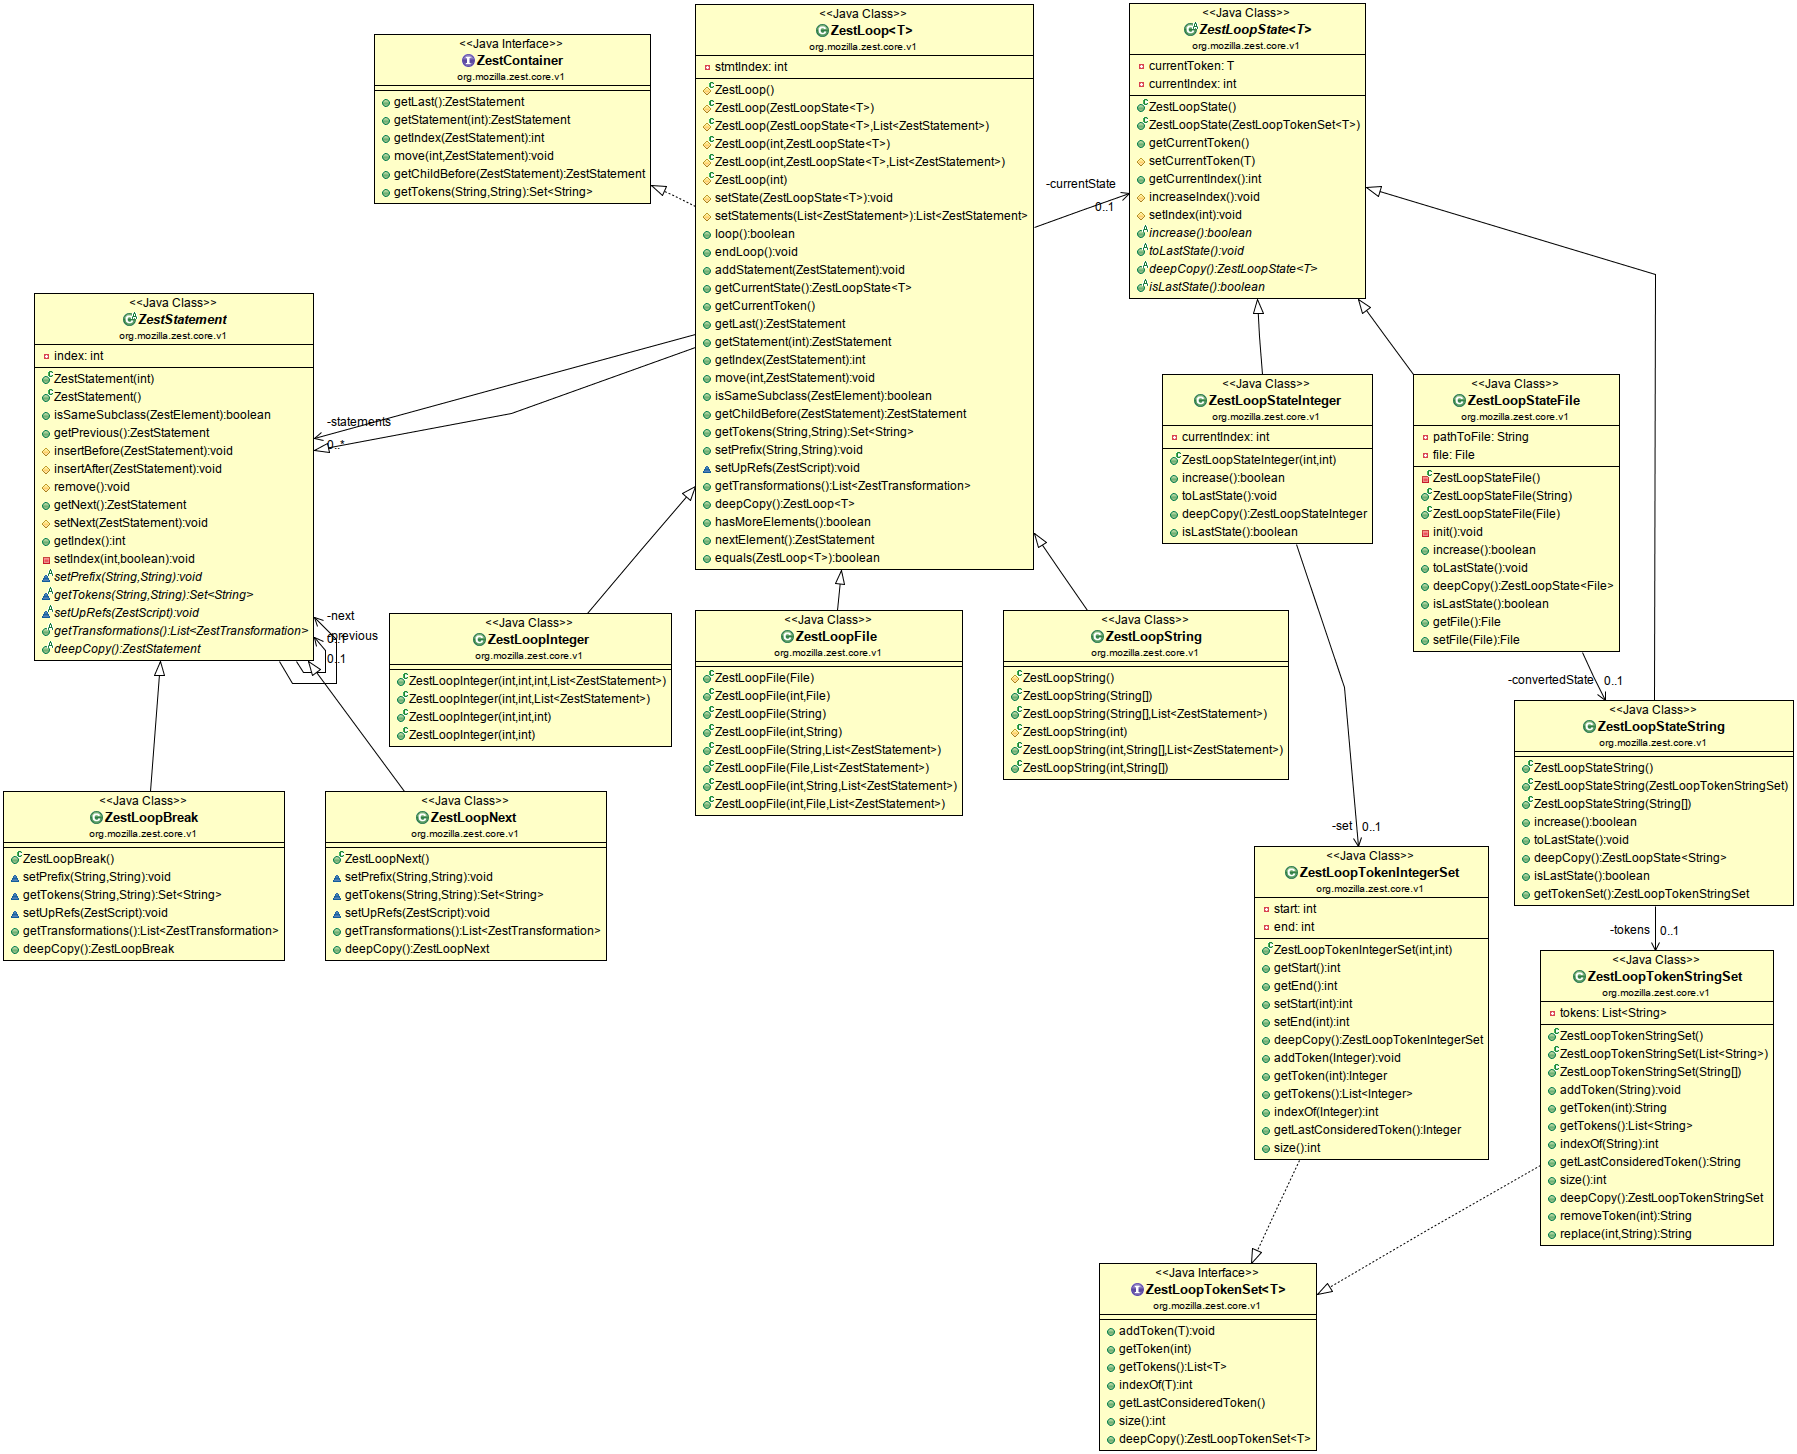 <<Java Interface>>
ZestContainer
org.mozilla.zest.core.v1
getLast():ZestStatement
getStatement(int):ZestStatement
getIndex(ZestStatement):int
move(int,ZestStatement):void
getChildBefore(ZestStatement):ZestStatement
getTokens(String,String):Set<String>
<<Java Class>>
ZestLoop<T>
org.mozilla.zest.core.v1
stmtIndex: int
ZestLoop()
ZestLoop(ZestLoopState<T>)
ZestLoop(ZestLoopState<T>,List<ZestStatement>)
ZestLoop(int,ZestLoopState<T>)
ZestLoop(int,ZestLoopState<T>,List<ZestStatement>)
ZestLoop(int)
setState(ZestLoopState<T>):void
setStatements(List<ZestStatement>):List<ZestStatement>
loop():boolean
endLoop():void
addStatement(ZestStatement):void
getCurrentState():ZestLoopState<T>
getCurrentToken()
getLast():ZestStatement
getStatement(int):ZestStatement
getIndex(ZestStatement):int
move(int,ZestStatement):void
isSameSubclass(ZestElement):boolean
getChildBefore(ZestStatement):ZestStatement
getTokens(String,String):Set<String>
setPrefix(String,String):void
setUpRefs(ZestScript):void
getTransformations():List<ZestTransformation>
deepCopy():ZestLoop<T>
hasMoreElements():boolean
nextElement():ZestStatement
equals(ZestLoop<T>):boolean
-currentState
0..1
<<Java Class>>
ZestLoopState<T>
org.mozilla.zest.core.v1
currentToken: T
currentIndex: int
ZestLoopState()
ZestLoopState(ZestLoopTokenSet<T>)
getCurrentToken()
setCurrentToken(T)
getCurrentIndex():int
increaseIndex():void
setIndex(int):void
increase():boolean
toLastState():void
deepCopy():ZestLoopState<T>
isLastState():boolean
<<Java Class>>
ZestStatement
org.mozilla.zest.core.v1
index: int
ZestStatement(int)
ZestStatement()
isSameSubclass(ZestElement):boolean
getPrevious():ZestStatement
insertBefore(ZestStatement):void
insertAfter(ZestStatement):void
remove():void
getNext():ZestStatement
setNext(ZestStatement):void
getIndex():int
setIndex(int,boolean):void
setPrefix(String,String):void
getTokens(String,String):Set<String>
setUpRefs(ZestScript):void
getTransformations():List<ZestTransformation>
deepCopy():ZestStatement
-statements
0..*
-next
0..1
-previous
0..1
<<Java Class>>
ZestLoopStateInteger
org.mozilla.zest.core.v1
currentIndex: int
ZestLoopStateInteger(int,int)
increase():boolean
toLastState():void
deepCopy():ZestLoopStateInteger
isLastState():boolean
<<Java Class>>
ZestLoopStateFile
org.mozilla.zest.core.v1
pathToFile: String
file: File
ZestLoopStateFile()
ZestLoopStateFile(String)
ZestLoopStateFile(File)
init():void
increase():boolean
toLastState():void
deepCopy():ZestLoopState<File>
isLastState():boolean
getFile():File
setFile(File):File
<<Java Class>>
ZestLoopInteger
org.mozilla.zest.core.v1
ZestLoopInteger(int,int,int,List<ZestStatement>)
ZestLoopInteger(int,int,List<ZestStatement>)
ZestLoopInteger(int,int,int)
ZestLoopInteger(int,int)
<<Java Class>>
ZestLoopFile
org.mozilla.zest.core.v1
ZestLoopFile(File)
ZestLoopFile(int,File)
ZestLoopFile(String)
ZestLoopFile(int,String)
ZestLoopFile(String,List<ZestStatement>)
ZestLoopFile(File,List<ZestStatement>)
ZestLoopFile(int,String,List<ZestStatement>)
ZestLoopFile(int,File,List<ZestStatement>)
<<Java Class>>
ZestLoopString
org.mozilla.zest.core.v1
ZestLoopString()
ZestLoopString(String[])
ZestLoopString(String[],List<ZestStatement>)
ZestLoopString(int)
ZestLoopString(int,String[],List<ZestStatement>)
ZestLoopString(int,String[])
-convertedState
0..1
<<Java Class>>
ZestLoopStateString
org.mozilla.zest.core.v1
ZestLoopStateString()
ZestLoopStateString(ZestLoopTokenStringSet)
ZestLoopStateString(String[])
increase():boolean
toLastState():void
deepCopy():ZestLoopState<String>
isLastState():boolean
getTokenSet():ZestLoopTokenStringSet
<<Java Class>>
ZestLoopBreak
org.mozilla.zest.core.v1
ZestLoopBreak()
setPrefix(String,String):void
getTokens(String,String):Set<String>
setUpRefs(ZestScript):void
getTransformations():List<ZestTransformation>
deepCopy():ZestLoopBreak
<<Java Class>>
ZestLoopNext
org.mozilla.zest.core.v1
ZestLoopNext()
setPrefix(String,String):void
getTokens(String,String):Set<String>
setUpRefs(ZestScript):void
getTransformations():List<ZestTransformation>
deepCopy():ZestLoopNext
-set
0..1
<<Java Class>>
ZestLoopTokenIntegerSet
org.mozilla.zest.core.v1
start: int
end: int
ZestLoopTokenIntegerSet(int,int)
getStart():int
getEnd():int
setStart(int):int
setEnd(int):int
deepCopy():ZestLoopTokenIntegerSet
addToken(Integer):void
getToken(int):Integer
getTokens():List<Integer>
indexOf(Integer):int
getLastConsideredToken():Integer
size():int
-tokens
0..1
<<Java Class>>
ZestLoopTokenStringSet
org.mozilla.zest.core.v1
tokens: List<String>
ZestLoopTokenStringSet()
ZestLoopTokenStringSet(List<String>)
ZestLoopTokenStringSet(String[])
addToken(String):void
getToken(int):String
getTokens():List<String>
indexOf(String):int
getLastConsideredToken():String
size():int
deepCopy():ZestLoopTokenStringSet
removeToken(int):String
replace(int,String):String
<<Java Interface>>
ZestLoopTokenSet<T>
org.mozilla.zest.core.v1
addToken(T):void
getToken(int)
getTokens():List<T>
indexOf(T):int
getLastConsideredToken()
size():int
deepCopy():ZestLoopTokenSet<T>